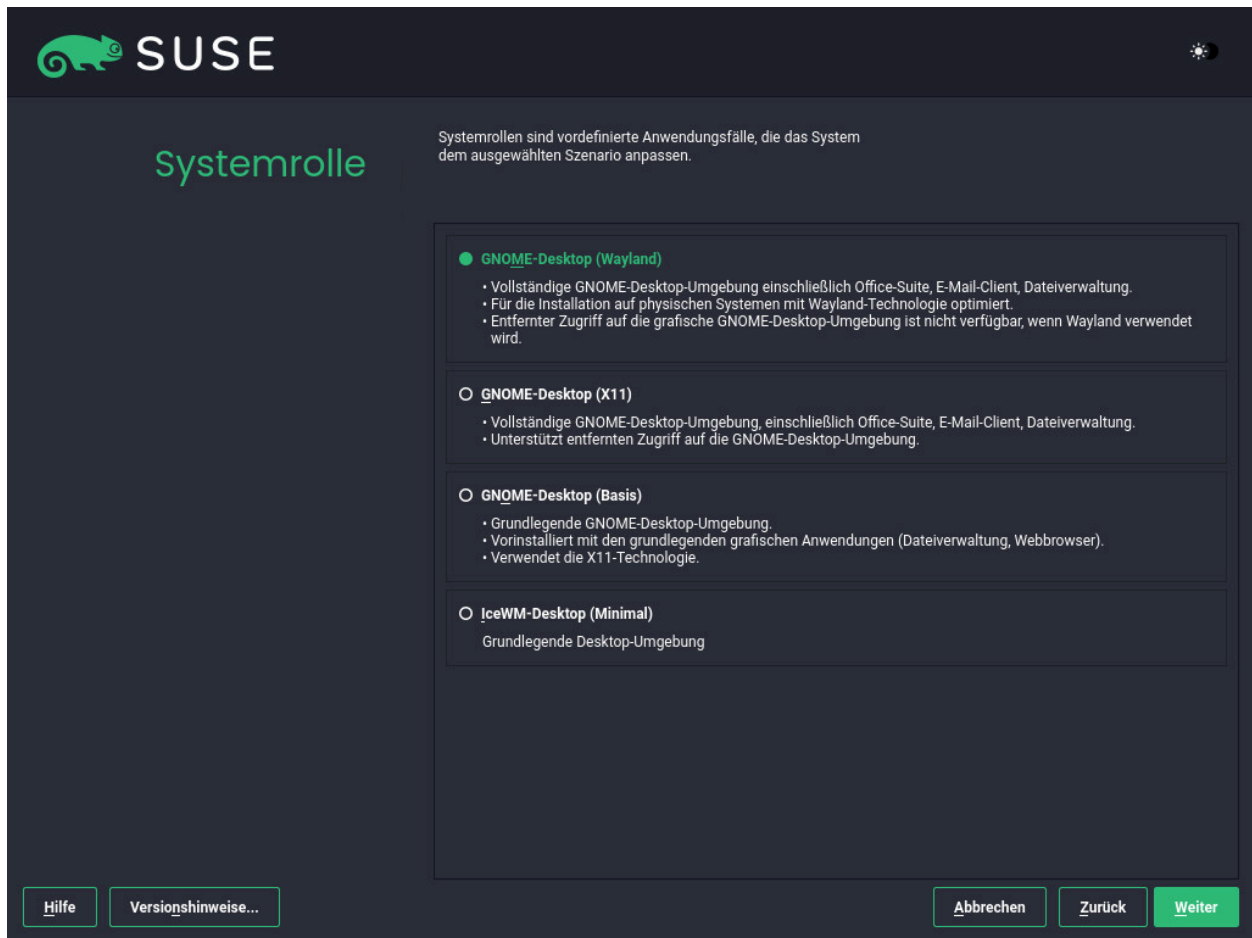 SUSE
Systemrolle
Systemrollen sind vordefinierte Anwendungsfälle, die das System
dem ausgewählten Szenario anpassen.
GNOME-Desktop (Wayland)
• Vollständige GNOME-Desktop-Umgebung einschließlich Office-Suite, E-Mail-Client, Dateiverwaltung.
• Für die Installation auf physischen Systemen mit Wayland-Technologie optimiert.
• Entfernter Zugriff auf die grafische GNOME-Desktop-Umgebung ist nicht verfügbar, wenn Wayland verwendet
wird.
GNOME-Desktop (X11)
• Vollständige GNOME-Desktop-Umgebung, einschließlich Office-Suite, E-Mail-Client, Dateiverwaltung.
• Unterstützt entfernten Zugriff auf die GNOME-Desktop-Umgebung.
GNOME-Desktop (Basis)
• Grundlegende GNOME-Desktop-Umgebung.
• Vorinstalliert mit den grundlegenden grafischen Anwendungen (Dateiverwaltung, Webbrowser).
• Verwendet die X11-Technologie.
IceWM-Desktop (Minimal)
Grundlegende Desktop-Umgebung
Hilfe
Versionshinweise...
Abbrechen
Zurück
Weiter